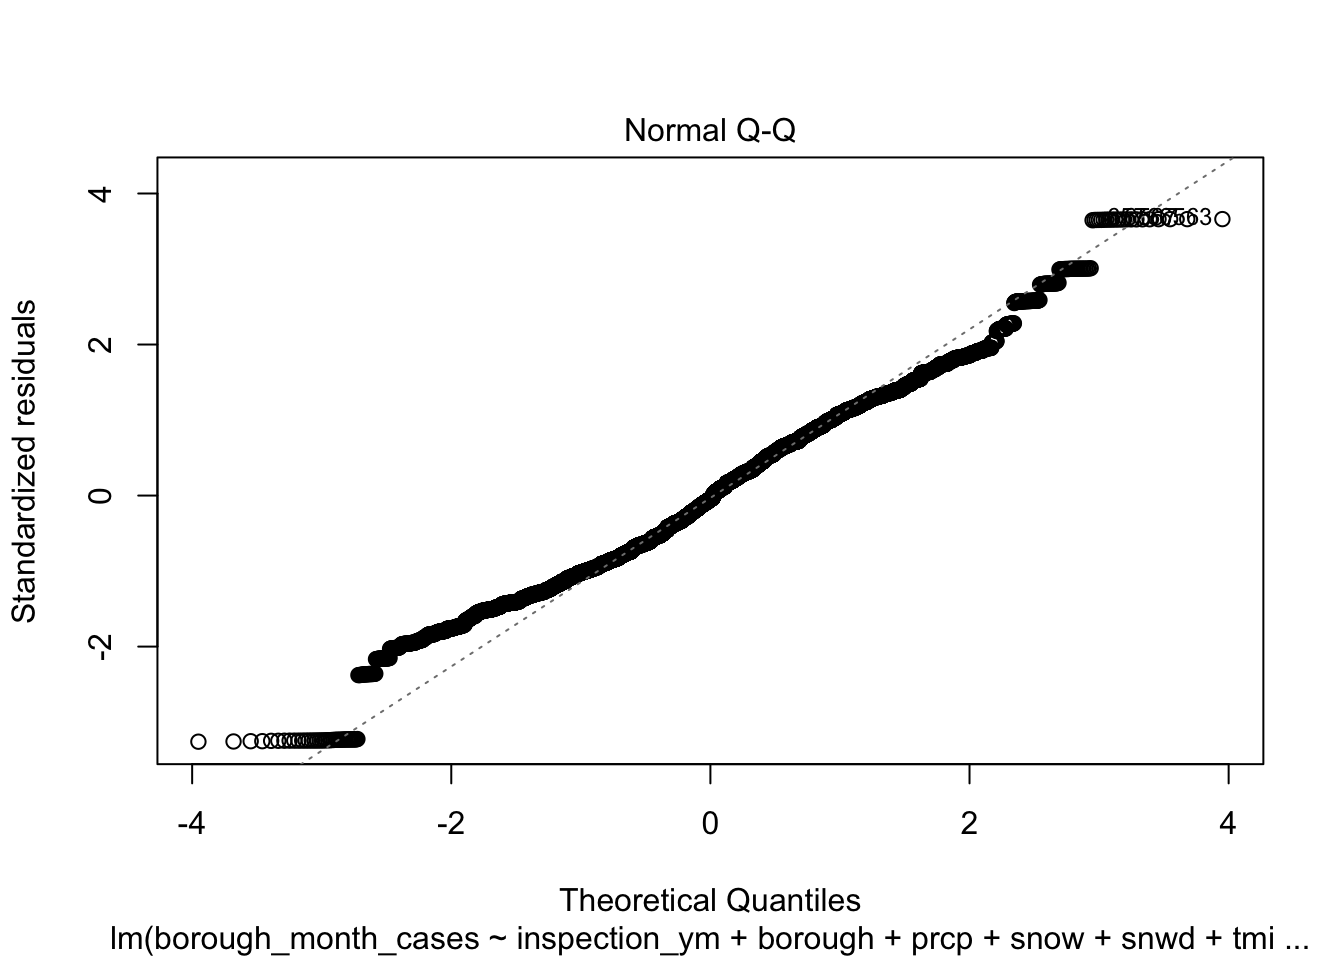 Normal Q-Q
Standardized residuals
4
2
0
-2
-4
-2
0
2
4
Theoretical Quantiles
lm(borough_month_cases ~ inspection_ym + borough + prcp + snow + snwd + tmi ...